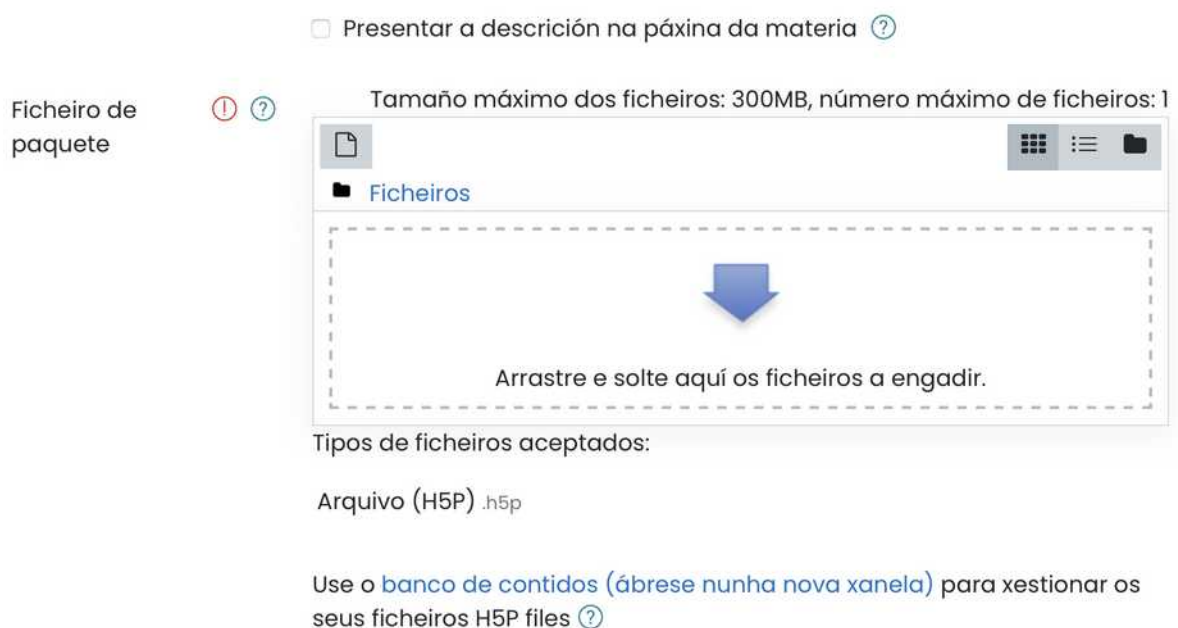 Presentar a descrición na páxina da materia ?
Ficheiro de
paquete
! ?
Tamaño máximo dos ficheiros: 300MB, número máximo de ficheiros: 1
Ficheiros
Arrastre e solte aquí os ficheiros a engadir.
Tipos de ficheiros aceptados:
Arquivo (H5P) .h5p
Use o banco de contidos (ábrese nunha nova xanela) para xestionar os
seus ficheiros H5P files ?